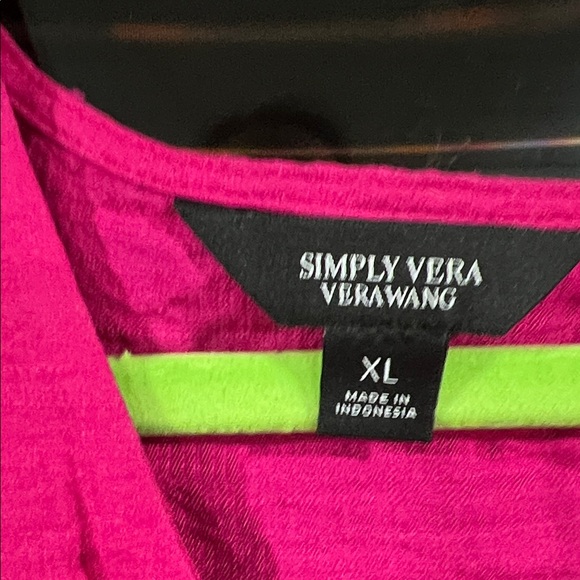 SIMPLY VERA
VERAWANG
XL
MADE IN
INDONESIA